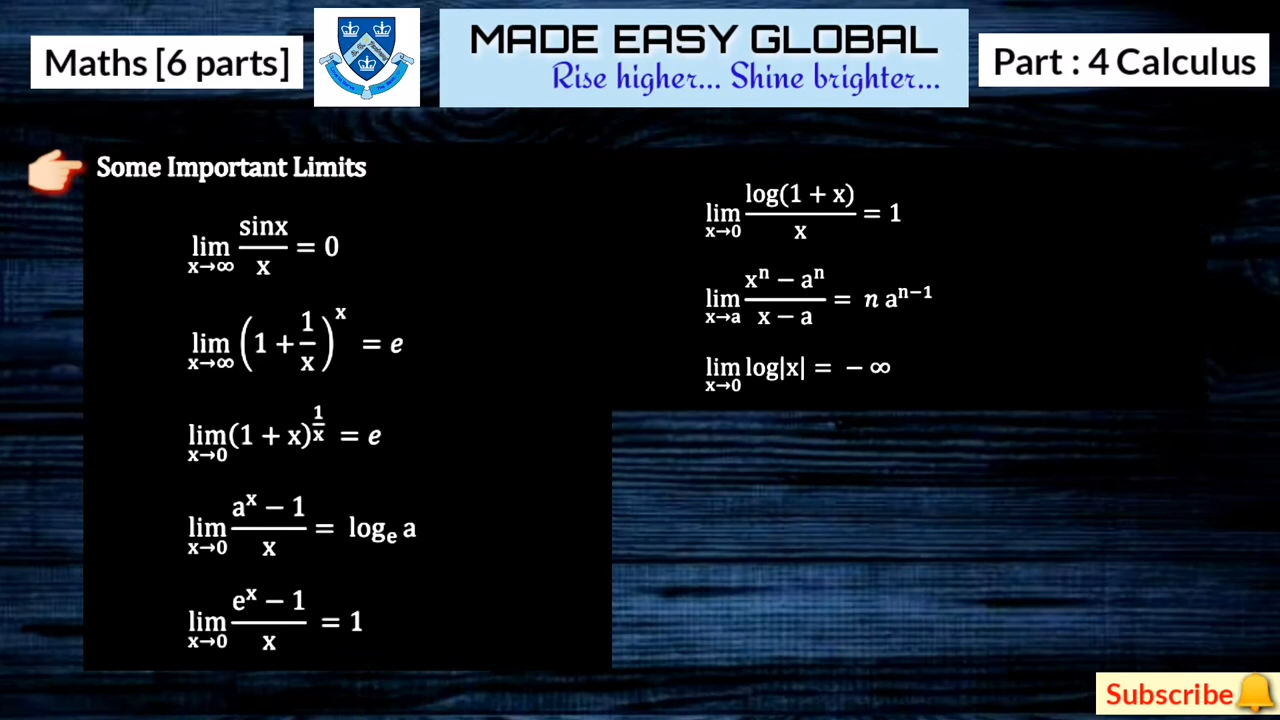 Maths [6 parts]
MADE EASY GLOBAL
Rise higher... Shine brighter...
Part : 4 Calculus
Some Important Limits
lim x→∞ sinx/x = 0
lim x→∞ (1 + 1/x)^x = e
lim x→0 (1 + x)^(1/x) = e
lim x→0 (a^x − 1)/x = log_e a
lim x→0 (e^x − 1)/x = 1
lim x→0 log(1 + x)/x = 1
lim x→a (x^n − a^n)/(x − a) = n a^(n−1)
lim x→0 log|x| = − ∞
Subscribe